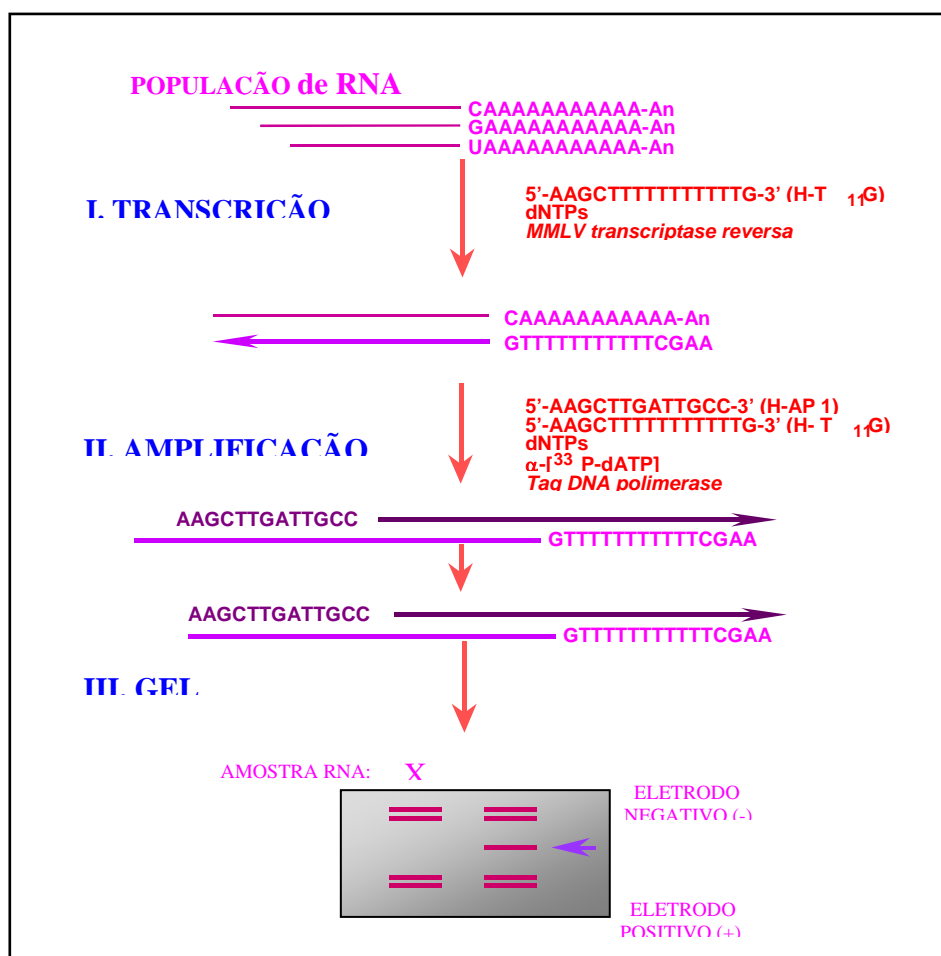 POPULAÇÃO de RNA
CAAAAAAAAAAA-An
GAAAAAAAAAAA-An
UAAAAAAAAAAA-An
I. TRANSCRIÇÃO
5'-AAGCTTTTTTTTTTTG-3' (H-T 11G)
dNTPs
MMLV transcriptase reversa
CAAAAAAAAAAA-An
GTTTTTTTTTTTCGAA
II. AMPLIFICAÇÃO
5'-AAGCTTGATTGCC-3' (H-AP 1)
5'-AAGCTTTTTTTTTTTG-3' (H- T 11G)
dNTPs
α-[33 P-dATP]
Taq DNA polimerase
AAGCTTGATTGCC
GTTTTTTTTTTTCGAA
AAGCTTGATTGCC
GTTTTTTTTTTTCGAA
III. GEL
AMOSTRA RNA: X
ELETRODO
NEGATIVO (-)
ELETRODO
POSITIVO (+)